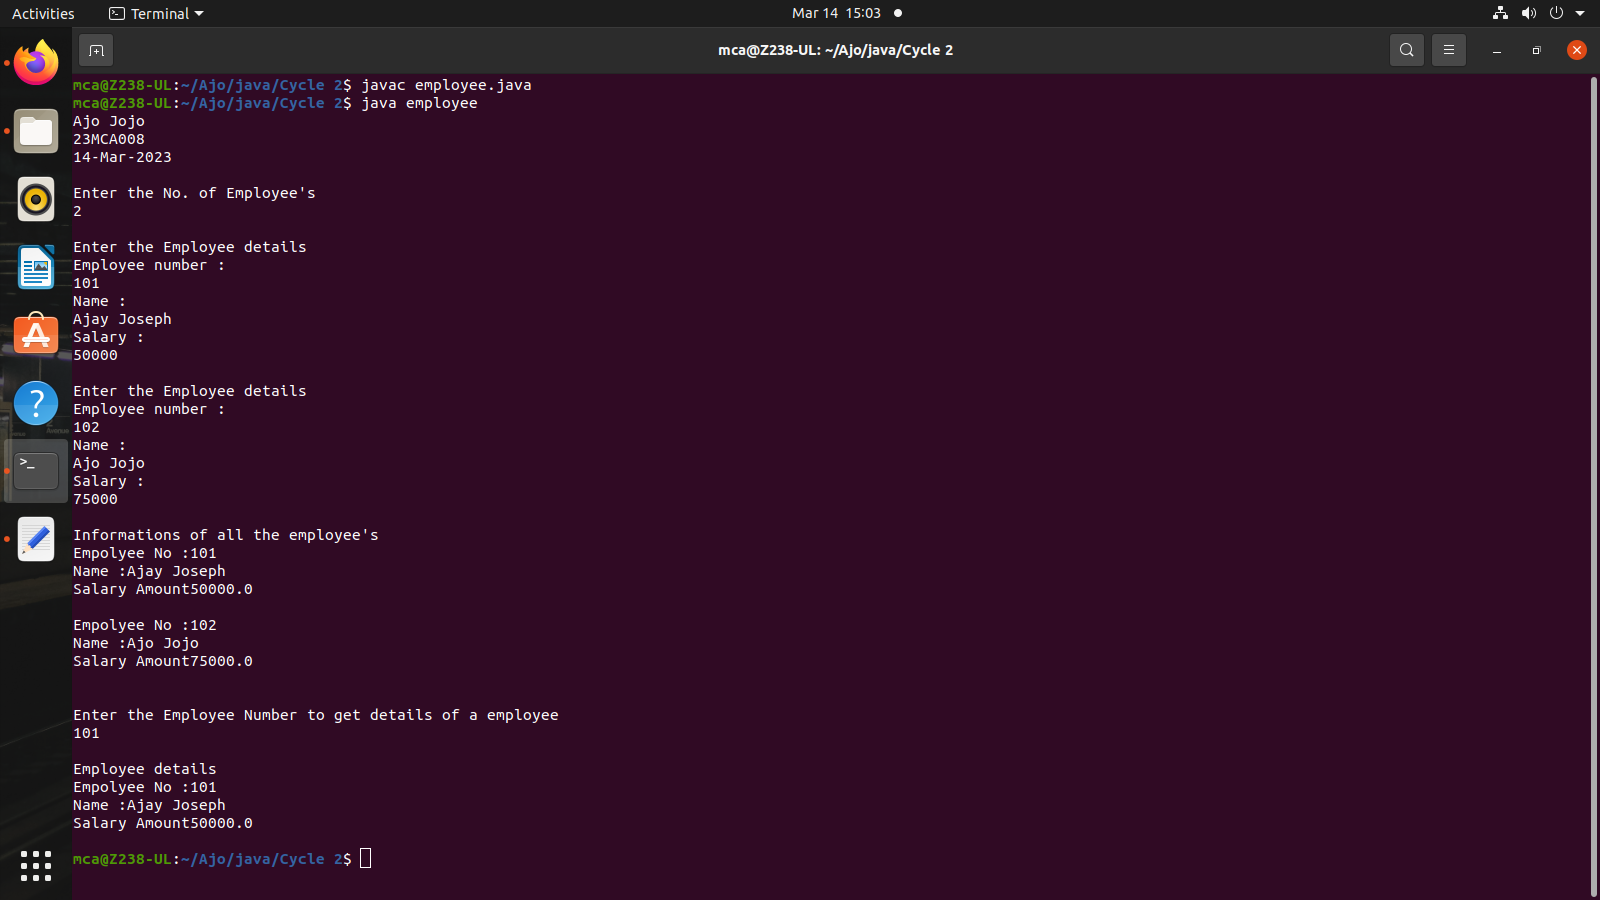 Activities
Terminal
Mar 14 15:03
mca@Z238-UL: ~/Ajo/java/Cycle 2
mca@Z238-UL:~/Ajo/java/Cycle 2$ javac employee.java
mca@Z238-UL:~/Ajo/java/Cycle 2$ java employee
Ajo Jojo
23MCA008
14-Mar-2023
Enter the No. of Employee's
2
Enter the Employee details
Employee number :
101
Name :
Ajay Joseph
Salary :
50000
Enter the Employee details
Employee number :
102
Name :
Ajo Jojo
Salary :
75000
Informations of all the employee's
Empolyee No :101
Name :Ajay Joseph
Salary Amount50000.0
Empolyee No :102
Name :Ajo Jojo
Salary Amount75000.0
Enter the Employee Number to get details of a employee
101
Employee details
Empolyee No :101
Name :Ajay Joseph
Salary Amount50000.0
mca@Z238-UL:~/Ajo/java/Cycle 2$